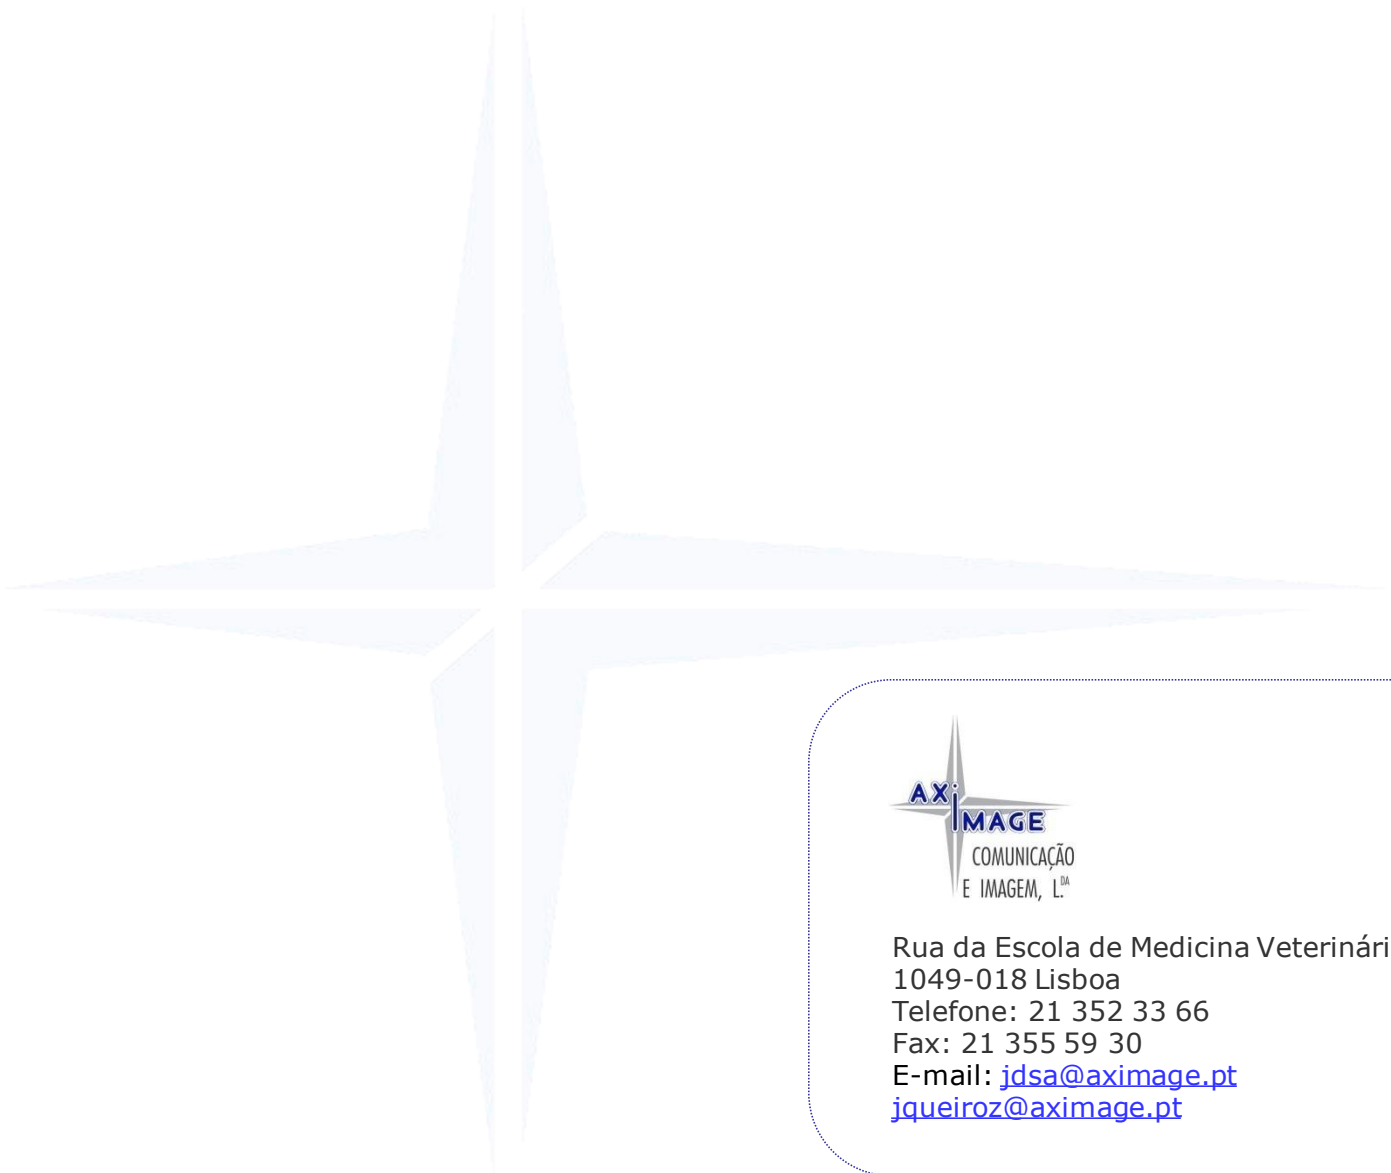 AXi
IMAGE
COMUNICAÇÃO
E IMAGEM, L.DA
Rua da Escola de Medicina Veterinári
1049-018 Lisboa
Telefone: 21 352 33 66
Fax: 21 355 59 30
E-mail: jdsa@aximage.pt
jqueiroz@aximage.pt